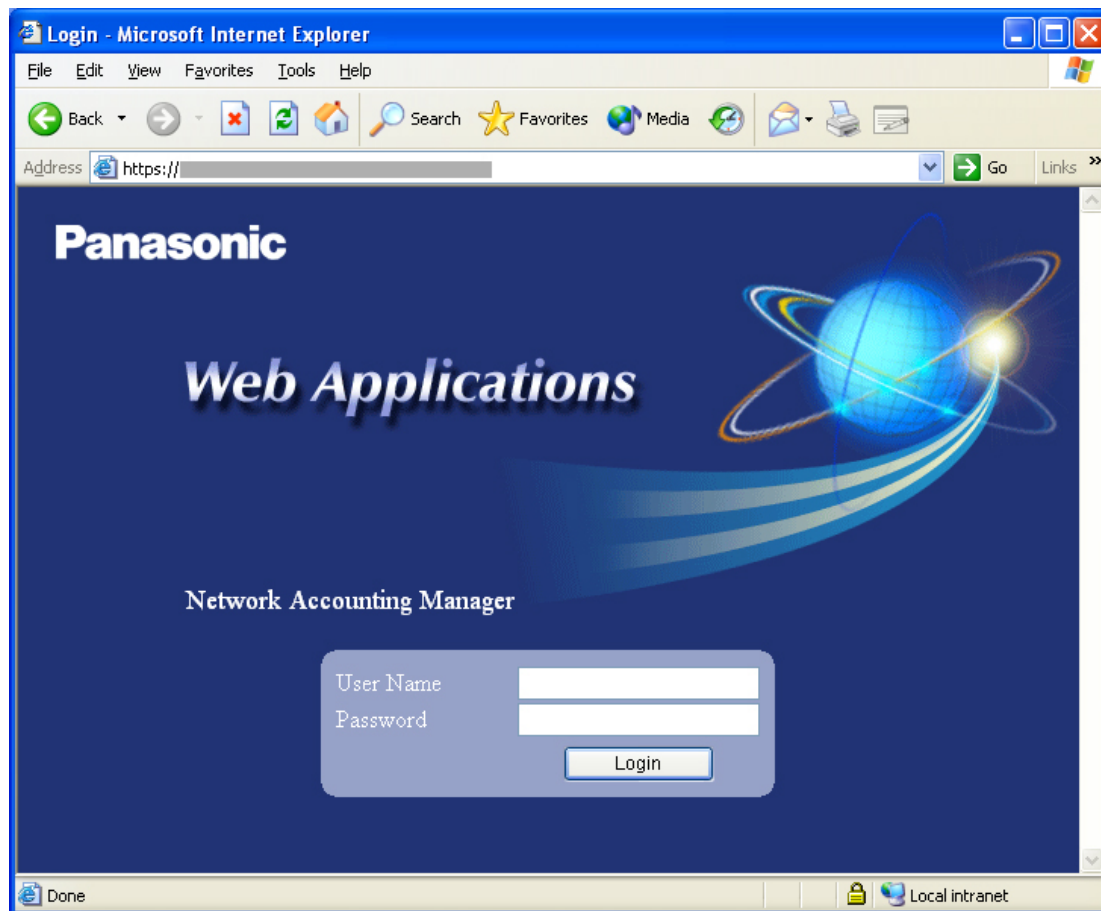 Login - Microsoft Internet Explorer
File Edit View Favorites Tools Help
Back Search Favorites Media
Address https:// Go Links »
Panasonic
Web Applications
Network Accounting Manager
User Name
Password
Login
Done Local intranet